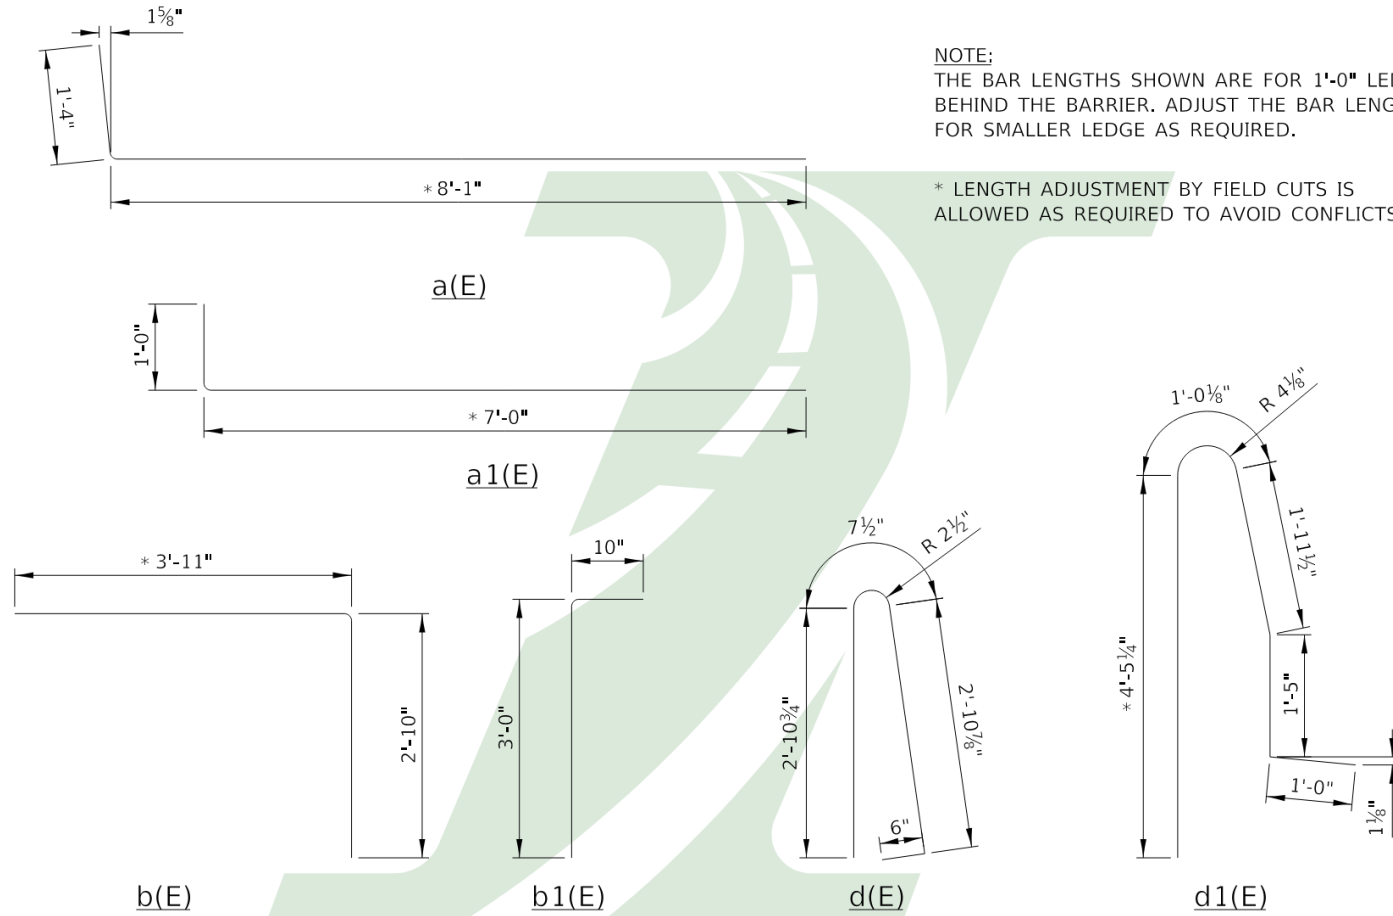 1⅝"
1'-4"
* 8'-1"
a(E)
NOTE:
THE BAR LENGTHS SHOWN ARE FOR 1'-0"
BEHIND THE BARRIER. ADJUST THE BAR
FOR SMALLER LEDGE AS REQUIRED.
* LENGTH ADJUSTMENT BY FIELD CUTS IS
ALLOWED AS REQUIRED TO AVOID CONFLICTS
1'-0"
* 7'-0"
a1(E)
* 3'-11"
2'-10"
b(E)
10"
3'-0"
b1(E)
7½"
R 2½"
2'-10¾"
2'-10⅞"
6"
d(E)
1'-0⅛"
R 4⅛"
1'-11½"
* 4'-5¼"
1'-5"
1'-0"
1⅛"
d1(E)